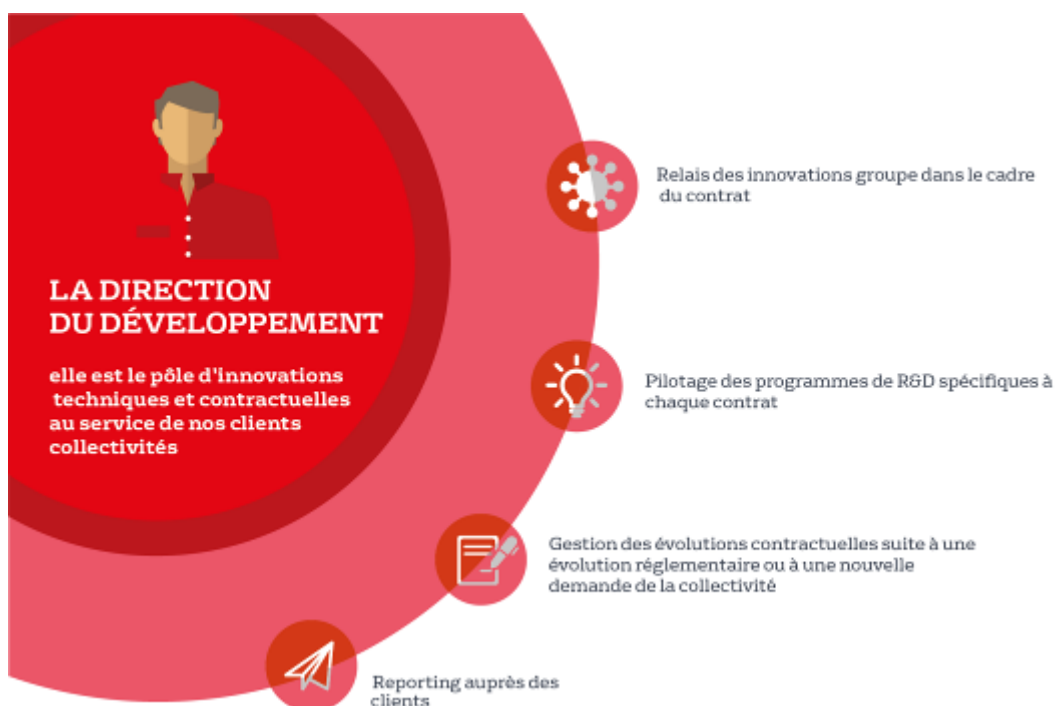 LA DIRECTION
DU DÉVELOPPEMENT
elle est le pôle d'innovations
techniques et contractuelles
au service de nos clients
collectivités
Relais des innovations groupe dans le cadre
du contrat
Pilotage des programmes de R&D spécifiques à
chaque contrat
Gestion des évolutions contractuelles suite à une
évolution réglementaire ou à une nouvelle
demande de la collectivité
Reporting auprès des
clients